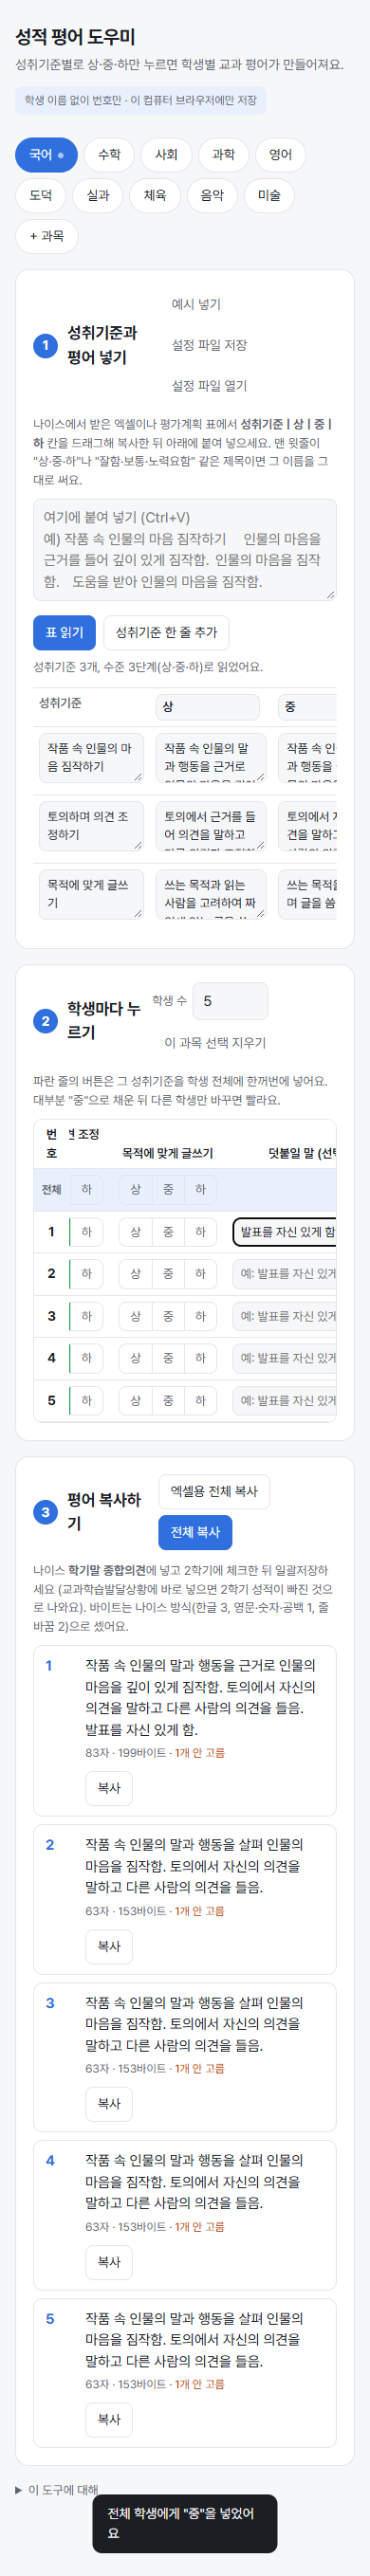 성적 평어 도우미
성취기준별로 상·중·하만 누르면 학생별 교과 평어가 만들어져요.
학생 이름 없이 번호만 · 이 컴퓨터 브라우저에만 저장
국어 수학 사회 과학 영어
도덕 실과 체육 음악 미술
+ 과목
1 성취기준과
평어 넣기
예시 넣기
설정 파일 저장
설정 파일 열기
나이스에서 받은 엑셀이나 평가계획 표에서 성취기준 | 상 | 중 |
하 칸을 드래그해 복사한 뒤 아래에 붙여 넣으세요. 맨 윗줄이
"상·중·하"나 "잘함·보통·노력요함" 같은 제목이면 그 이름을 그
대로 써요.
여기에 붙여 넣기 (Ctrl+V)
예) 작품 속 인물의 마음 짐작하기 인물의 마음을
근거를 들어 깊이 있게 짐작함. 인물의 마음을 짐작
함. 도움을 받아 인물의 마음을 짐작함.
표 읽기 성취기준 한 줄 추가
성취기준 3개, 수준 3단계(상·중·하)로 읽었어요.
성취기준 상 중
작품 속 인물의 마
음 짐작하기
작품 속 인물의 말
과 행동을 근거로
작품 속 인
과 행동을
토의하며 의견 조
정하기
토의에서 근거를 들
어 의견을 말하고
토의에서 자
견을 말하고
목적에 맞게 글쓰
기
쓰는 목적과 읽는
사람을 고려하여 짜
쓰는 목적을
며 글을 씀
2 학생마다 누
르기
학생 수 5
이 과목 선택 지우기
파란 줄의 버튼은 그 성취기준을 학생 전체에 한꺼번에 넣어요.
대부분 "중"으로 채운 뒤 다른 학생만 바꾸면 빨라요.
번
호
조정
목적에 맞게 글쓰기 덧붙일 말 (선택
전체 하 상 중 하
1 하 상 중 하 발표를 자신 있게 함
2 하 상 중 하 예: 발표를 자신 있게
3 하 상 중 하 예: 발표를 자신 있게
4 하 상 중 하 예: 발표를 자신 있게
5 하 상 중 하 예: 발표를 자신 있게
3 평어 복사하
기
엑셀용 전체 복사
전체 복사
나이스 학기말 종합의견에 넣고 2학기에 체크한 뒤 일괄저장하
세요 (교과학습발달상황에 바로 넣으면 2학기 성적이 빠진 것으
로 나와요). 바이트는 나이스 방식(한글 3, 영문·숫자·공백 1, 줄
바꿈 2)으로 셌어요.
1 작품 속 인물의 말과 행동을 근거로 인물의
마음을 깊이 있게 짐작함. 토의에서 자신의
의견을 말하고 다른 사람의 의견을 들음.
발표를 자신 있게 함.
83자 · 199바이트 · 1개 안 고름
복사
2 작품 속 인물의 말과 행동을 살펴 인물의
마음을 짐작함. 토의에서 자신의 의견을
말하고 다른 사람의 의견을 들음.
63자 · 153바이트 · 1개 안 고름
복사
3 작품 속 인물의 말과 행동을 살펴 인물의
마음을 짐작함. 토의에서 자신의 의견을
말하고 다른 사람의 의견을 들음.
63자 · 153바이트 · 1개 안 고름
복사
4 작품 속 인물의 말과 행동을 살펴 인물의
마음을 짐작함. 토의에서 자신의 의견을
말하고 다른 사람의 의견을 들음.
63자 · 153바이트 · 1개 안 고름
복사
5 작품 속 인물의 말과 행동을 살펴 인물의
마음을 짐작함. 토의에서 자신의 의견을
말하고 다른 사람의 의견을 들음.
63자 · 153바이트 · 1개 안 고름
복사
▶ 이 도구에 대해
전체 학생에게 "중"을 넣었어
요